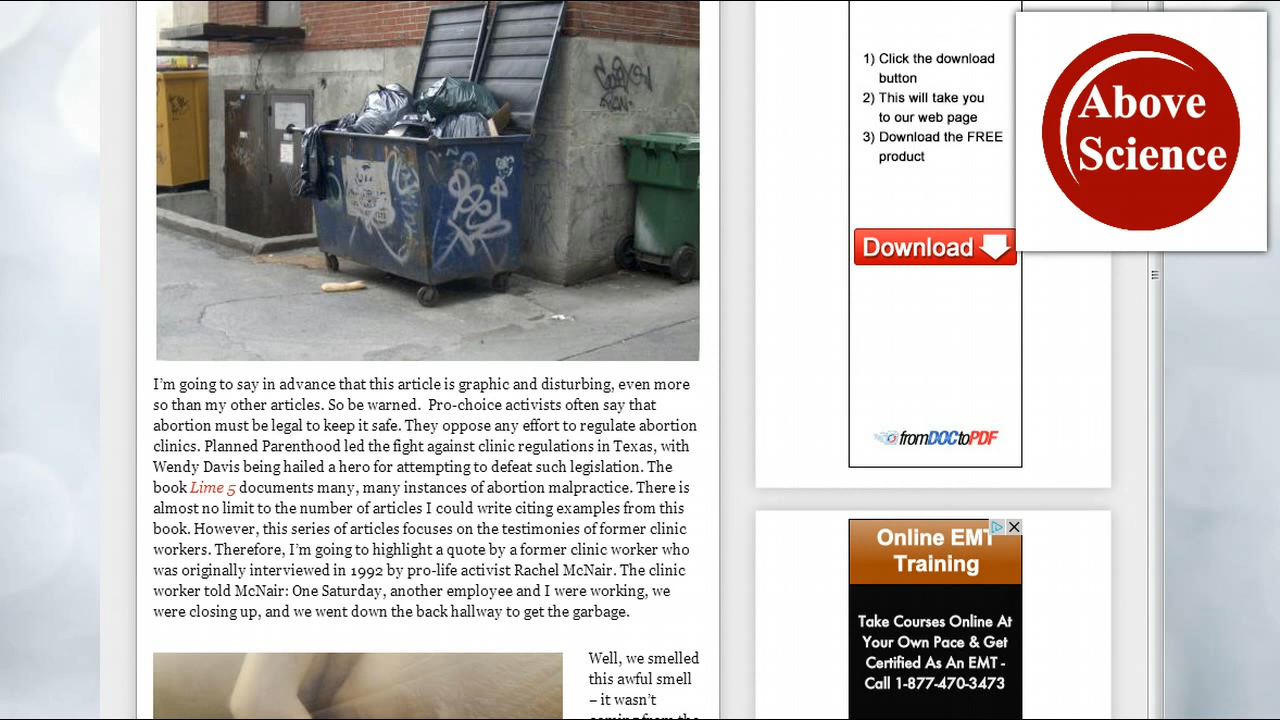 I'm going to say in advance that this article is graphic and disturbing, even more
so than my other articles. So be warned.  Pro-choice activists often say that
abortion must be legal to keep it safe. They oppose any effort to regulate abortion
clinics. Planned Parenthood led the fight against clinic regulations in Texas, with
Wendy Davis being hailed a hero for attempting to defeat such legislation. The
book Lime 5 documents many, many instances of abortion malpractice. There is
almost no limit to the number of articles I could write citing examples from this
book. However, this series of articles focuses on the testimonies of former clinic
workers. Therefore, I'm going to highlight a quote by a former clinic worker who
was originally interviewed in 1992 by pro-life activist Rachel McNair. The clinic
worker told McNair: One Saturday, another employee and I were working, we
were closing up, and we went down the back hallway to get the garbage.
Well, we smelled
this awful smell
– it wasn't
coming from the
1) Click the download
button
2) This will take you
to our web page
3) Download the FREE
product
Download
fromDOCtoPDF
Online EMT
Training
Take Courses Online At
Your Own Pace & Get
Certified As An EMT -
Call 1-877-470-3473
Above
Science